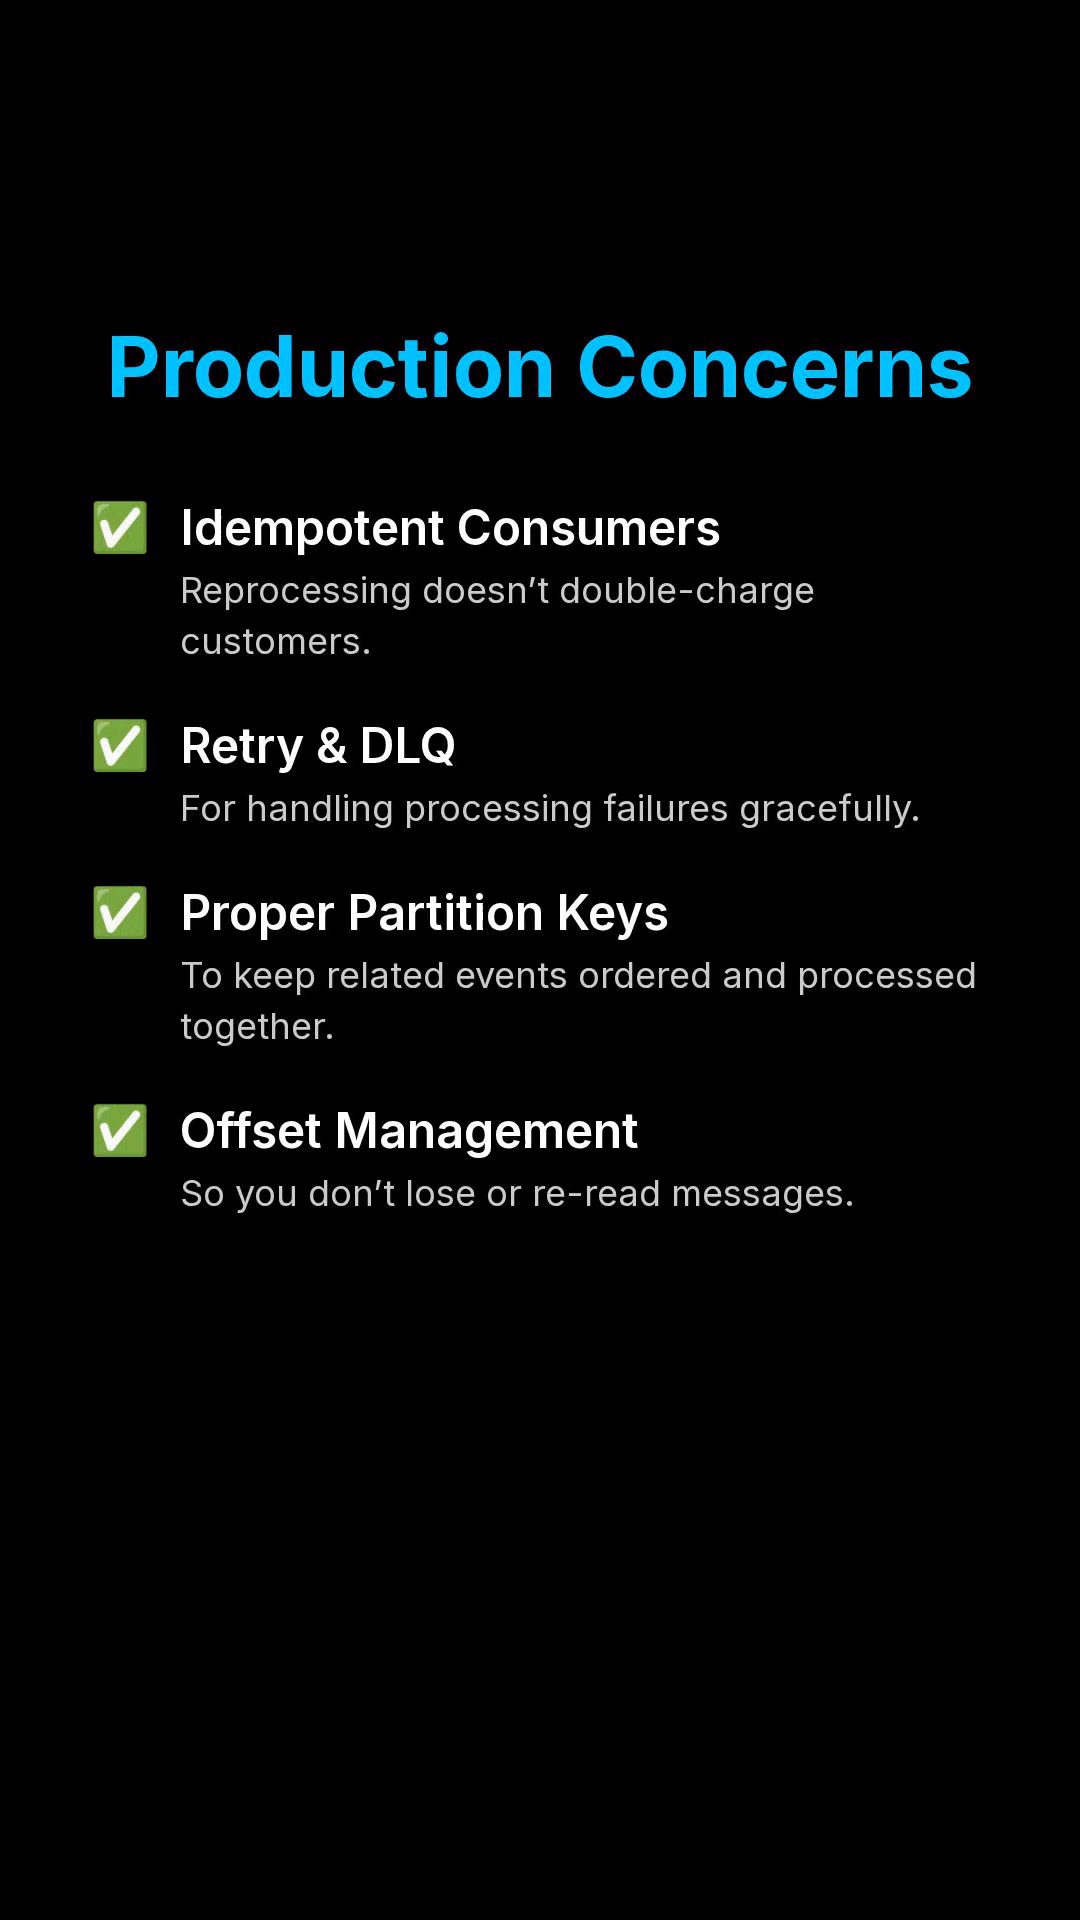 Production Concerns
✅ Idempotent Consumers
Reprocessing doesn’t double-charge
customers.
✅ Retry & DLQ
For handling processing failures gracefully.
✅ Proper Partition Keys
To keep related events ordered and processed
together.
✅ Offset Management
So you don’t lose or re-read messages.